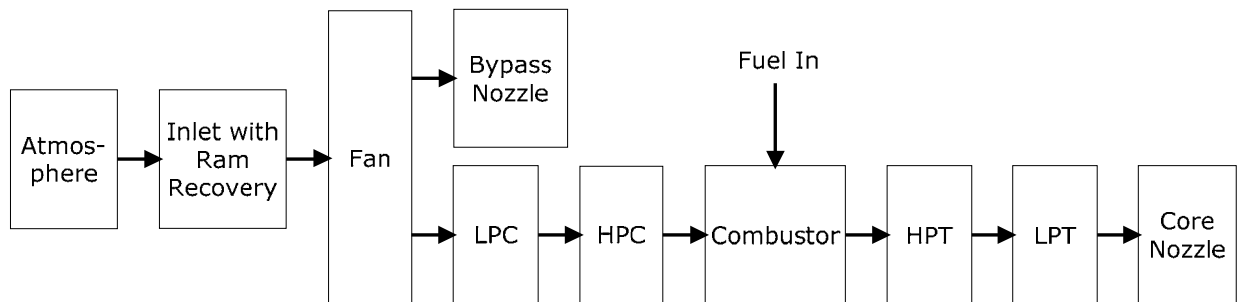 Atmos-
phere
Inlet with
Ram
Recovery
Fan
Bypass
Nozzle
Fuel In
LPC
HPC
Combustor
HPT
LPT
Core
Nozzle